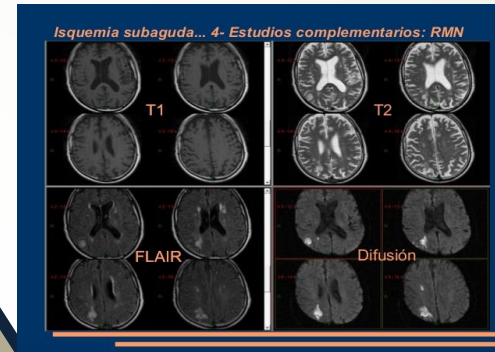 Isquemia subaguda... 4- Estudios complementarios: RMN
T1
T2
FLAIR
Difusión